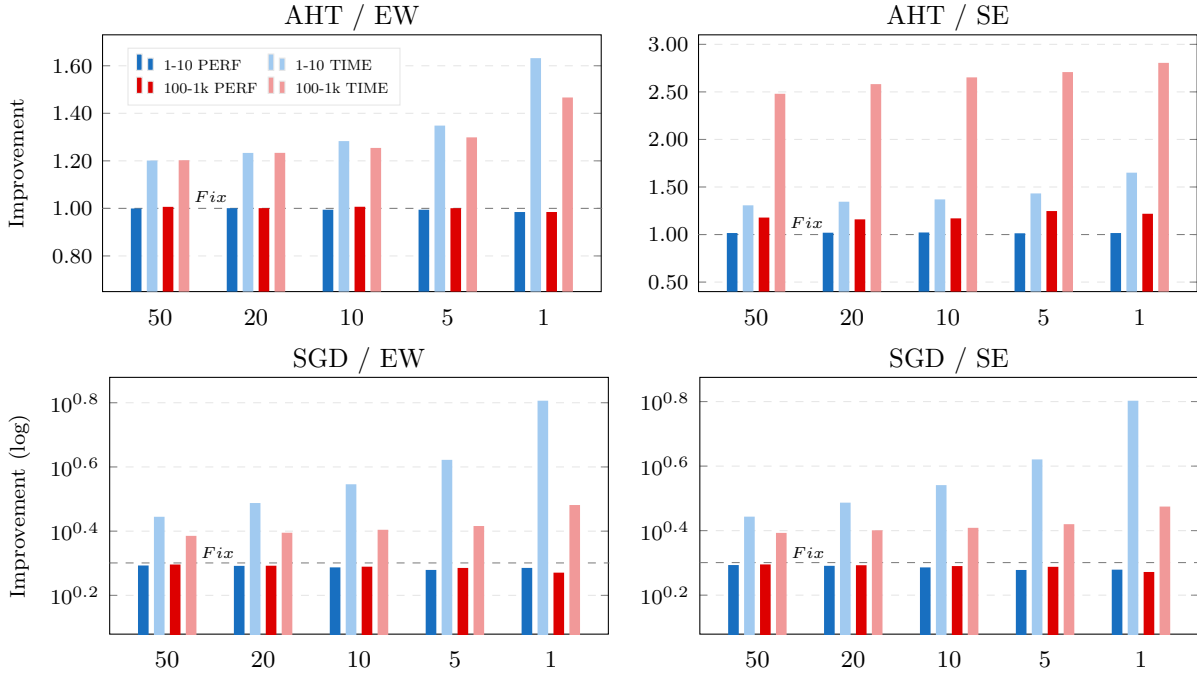 AHT / EW
AHT / SE
Improvement
1.60
1.40
1.20
1.00
0.80
1-10 PERF
1-10 TIME
100-1k PERF
100-1k TIME
Fix
50
20
10
5
1
3.00
2.50
2.00
1.50
1.00
0.50
Fix
50
20
10
5
1
SGD / EW
SGD / SE
Improvement (log)
10^0.8
10^0.6
10^0.4
10^0.2
Fix
50
20
10
5
1
10^0.8
10^0.6
10^0.4
10^0.2
Fix
50
20
10
5
1